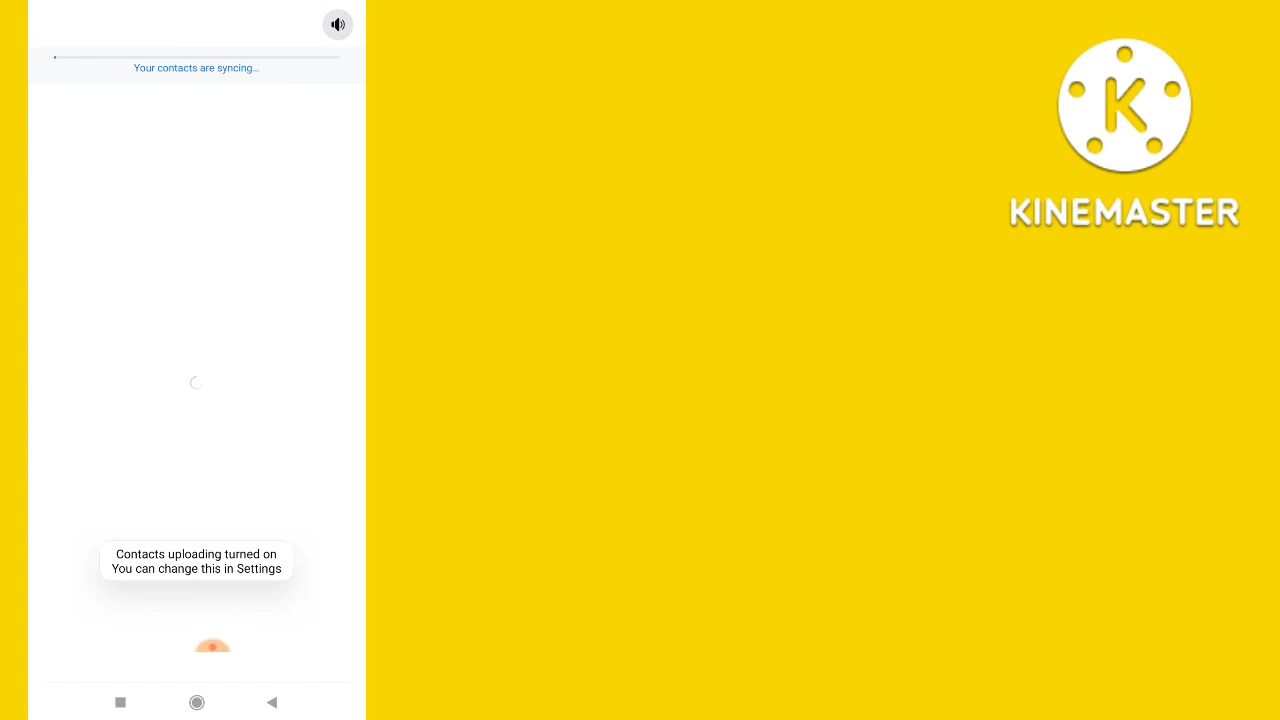 Your contacts are syncing...
Contacts uploading turned on
You can change this in Settings
K
KINEMASTER